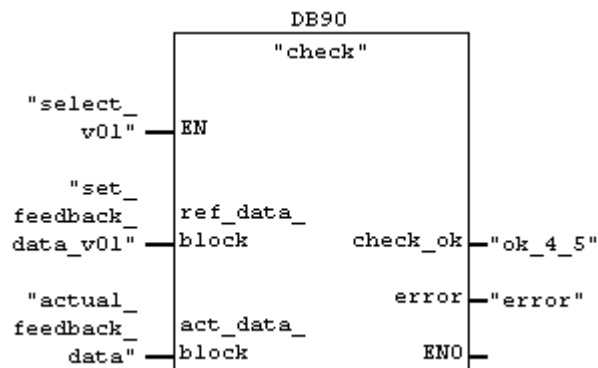 DB90
"check"
"select_
v01" EN
"set_
feedback_ ref_data_
data_v01" block check_ok "ok_4_5"
error "error"
"actual_
feedback_ act_data_
data" block ENO